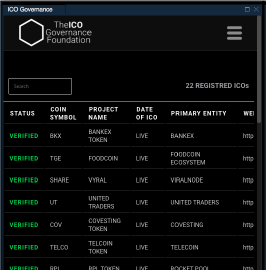 ICO Governance
TheICO
Governance
Foundation
Search
22 REGISTRED ICOs
STATUS COIN SYMBOL PROJECT NAME DATE OF ICO PRIMARY ENTITY WE
VERIFIED BKX BANKEX TOKEN LIVE BANKEX http
VERIFIED TGE FOODCOIN LIVE FOODCOIN ECOSYSTEM http
VERIFIED SHARE VYRAL LIVE VIRALNODE http
VERIFIED UT UNITED TRADERS LIVE UNITED TRADERS http
VERIFIED COV COVESTING TOKEN LIVE COVESTING http
VERIFIED TELCO TELCOIN TOKEN LIVE TELECOIN http
VERIFIED RPL RPL TOKEN LIVE ROCKET POOL http